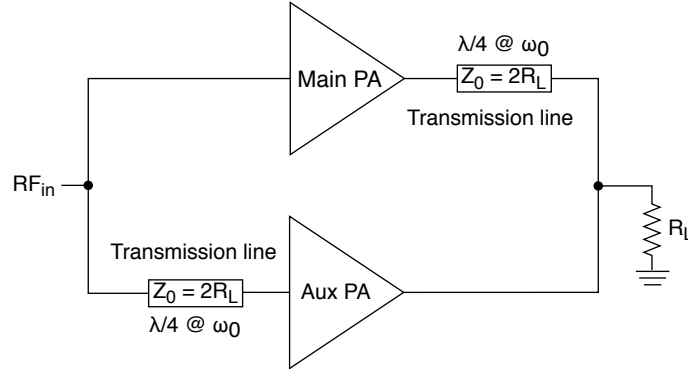 λ/4 @ ω0
Main PA
Z0 = 2RL
Transmission line
RFin
RL
Transmission line
Z0 = 2RL
Aux PA
λ/4 @ ω0